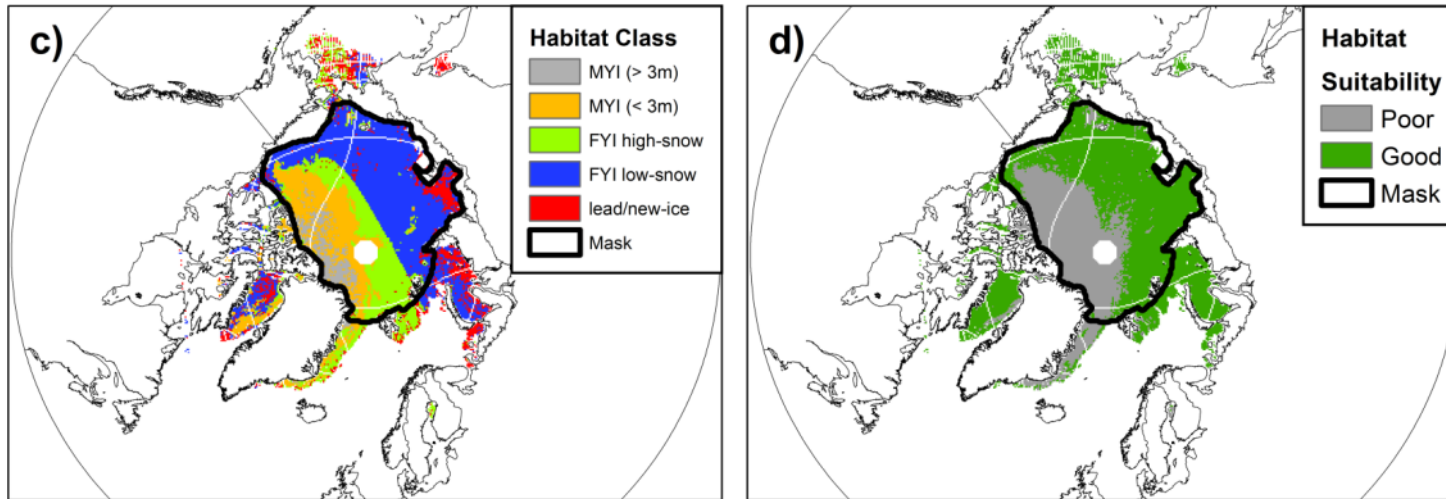 c)
Habitat Class
MYI (> 3m)
MYI (< 3m)
FYI high-snow
FYI low-snow
lead/new-ice
Mask
d)
Habitat
Suitability
Poor
Good
Mask